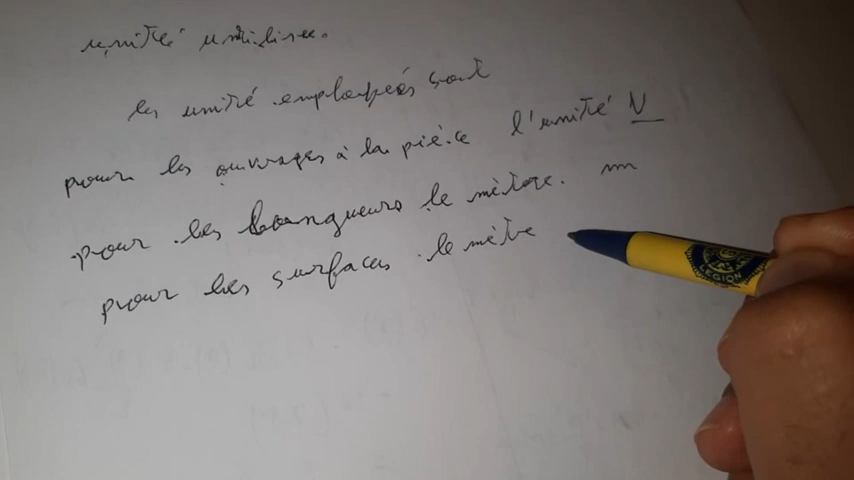 unité utilisée.
les unité employées sont
pour les ouvrages à la pièce l'unité U
pour les longueurs le mètre. m
pour les surfaces le mètre
LEGION